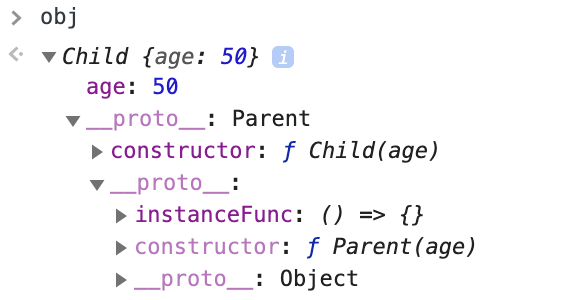 > obj
Child {age: 50} i
age: 50
__proto__: Parent
constructor: ƒ Child(age)
__proto__:
instanceFunc: () => {}
constructor: ƒ Parent(age)
__proto__: Object